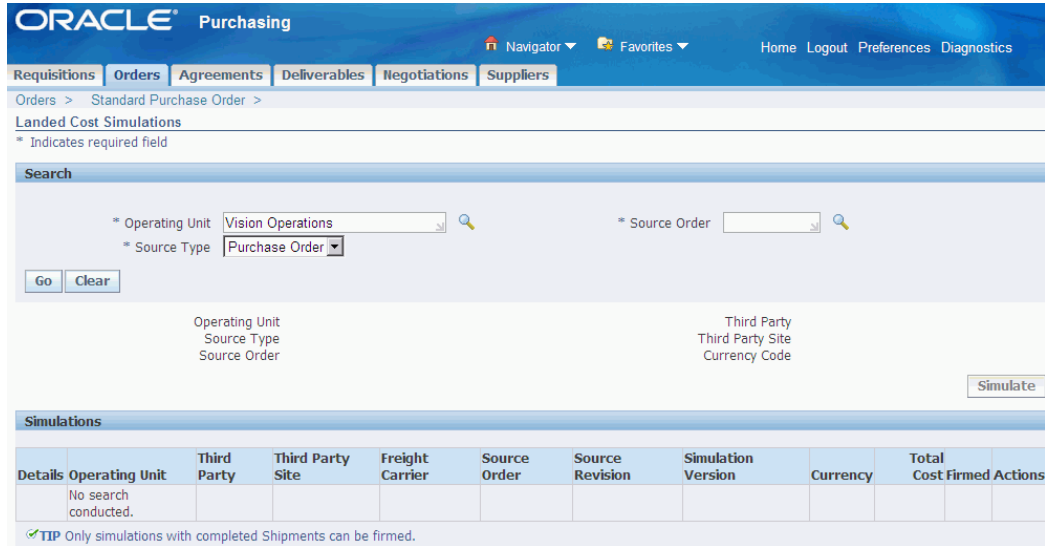 ORACLE® Purchasing
Navigator Favorites Home Logout Preferences Diagnostics
Requisitions Orders Agreements Deliverables Negotiations Suppliers
Orders > Standard Purchase Order >
Landed Cost Simulations
* Indicates required field
Search
* Operating Unit Vision Operations * Source Order
* Source Type Purchase Order
Go Clear
Operating Unit Third Party
Source Type Third Party Site
Source Order Currency Code
Simulate
Simulations
Details Operating Unit Third Party Third Party Site Freight Carrier Source Order Source Revision Simulation Version Currency Total Cost Firmed Actions
No search
conducted.
TIP Only simulations with completed Shipments can be firmed.